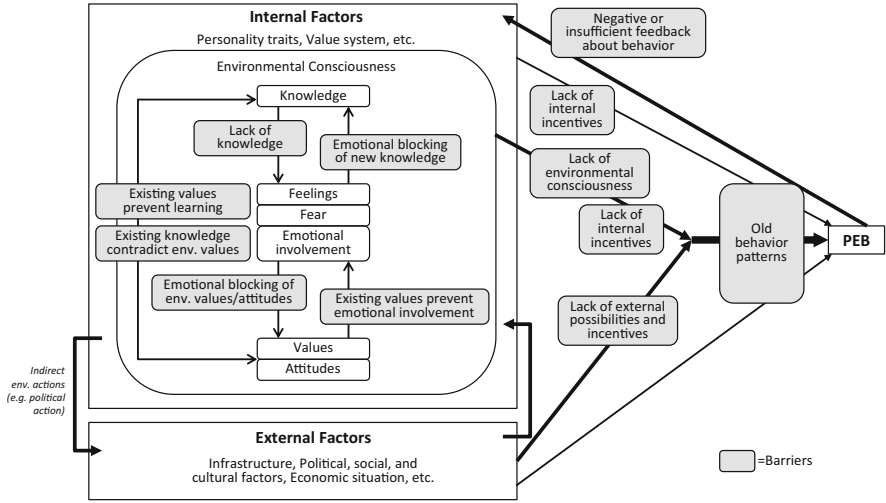 Internal Factors
Personality traits, Value system, etc.
Environmental Consciousness
Knowledge
Lack of
knowledge
Emotional blocking
of new knowledge
Existing values
prevent learning
Existing knowledge
contradict env. values
Feelings
Fear
Emotional
involvement
Emotional blocking of
env. values/attitudes
Existing values prevent
emotional involvement
Values
Attitudes
Indirect
env. actions
(e.g. political
action)
External Factors
Infrastructure, Political, social, and
cultural factors, Economic situation, etc.
Negative or
insufficient feedback
about behavior
Lack of
internal
incentives
Lack of
environmental
consciousness
Lack of
internal
incentives
Lack of external
possibilities and
incentives
Old
behavior
patterns
PEB
=Barriers